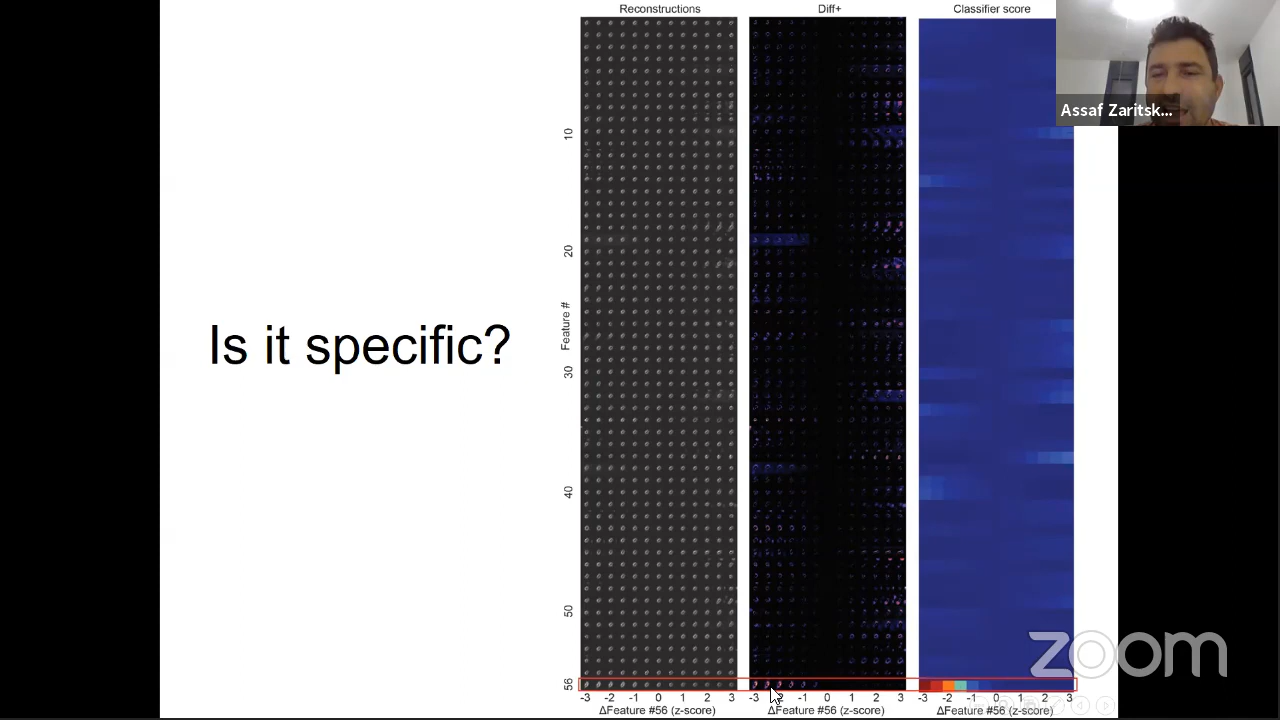 Reconstructions
Diff+
Classifier score
Assaf Zaritsk...
Is it specific?
Feature #
10
20
30
40
50
56
-3 -2 -1 0 1 2 3
-3 -2 -1 0 1 2 3
-3 -2 -1 0 1 2 3
ΔFeature #56 (z-score)
ΔFeature #56 (z-score)
ΔFeature #56 (z-score)
zoom